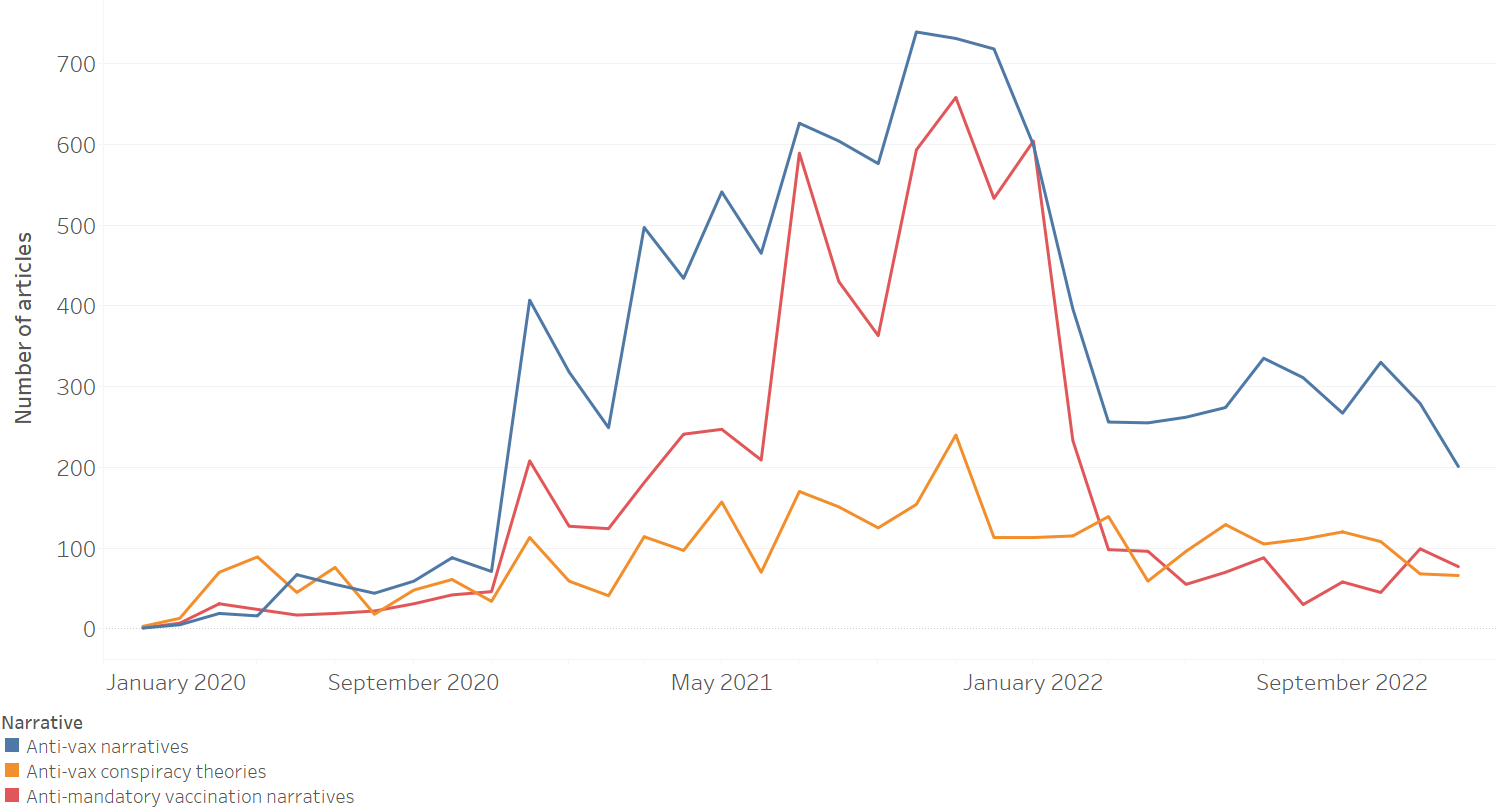 700
600
500
400
300
200
100
0
Number of articles
January 2020 September 2020 May 2021 January 2022 September 2022
Narrative
Anti-vax narratives
Anti-vax conspiracy theories
Anti-mandatory vaccination narratives